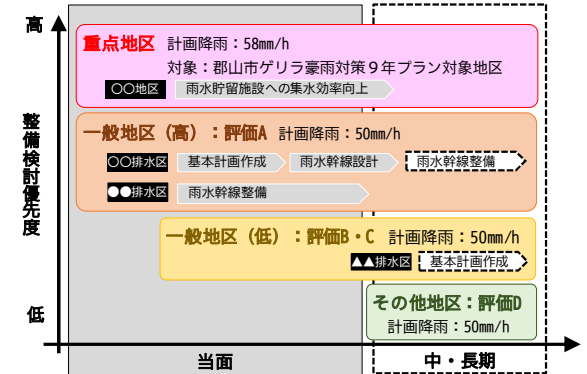 高
整備検討優先度
低
重点地区 計画降雨：58mm/h
対象：郡山市ゲリラ豪雨対策９年プラン対象地区
〇〇地区 雨水貯留施設への集水効率向上
一般地区（高）：評価A 計画降雨：50mm/h
〇〇排水区 基本計画作成 雨水幹線設計 雨水幹線整備
●●排水区 雨水幹線整備
一般地区（低）：評価B・C 計画降雨：50mm/h
▲▲排水区 基本計画作成
その他地区：評価D
計画降雨：50mm/h
当面 中・長期